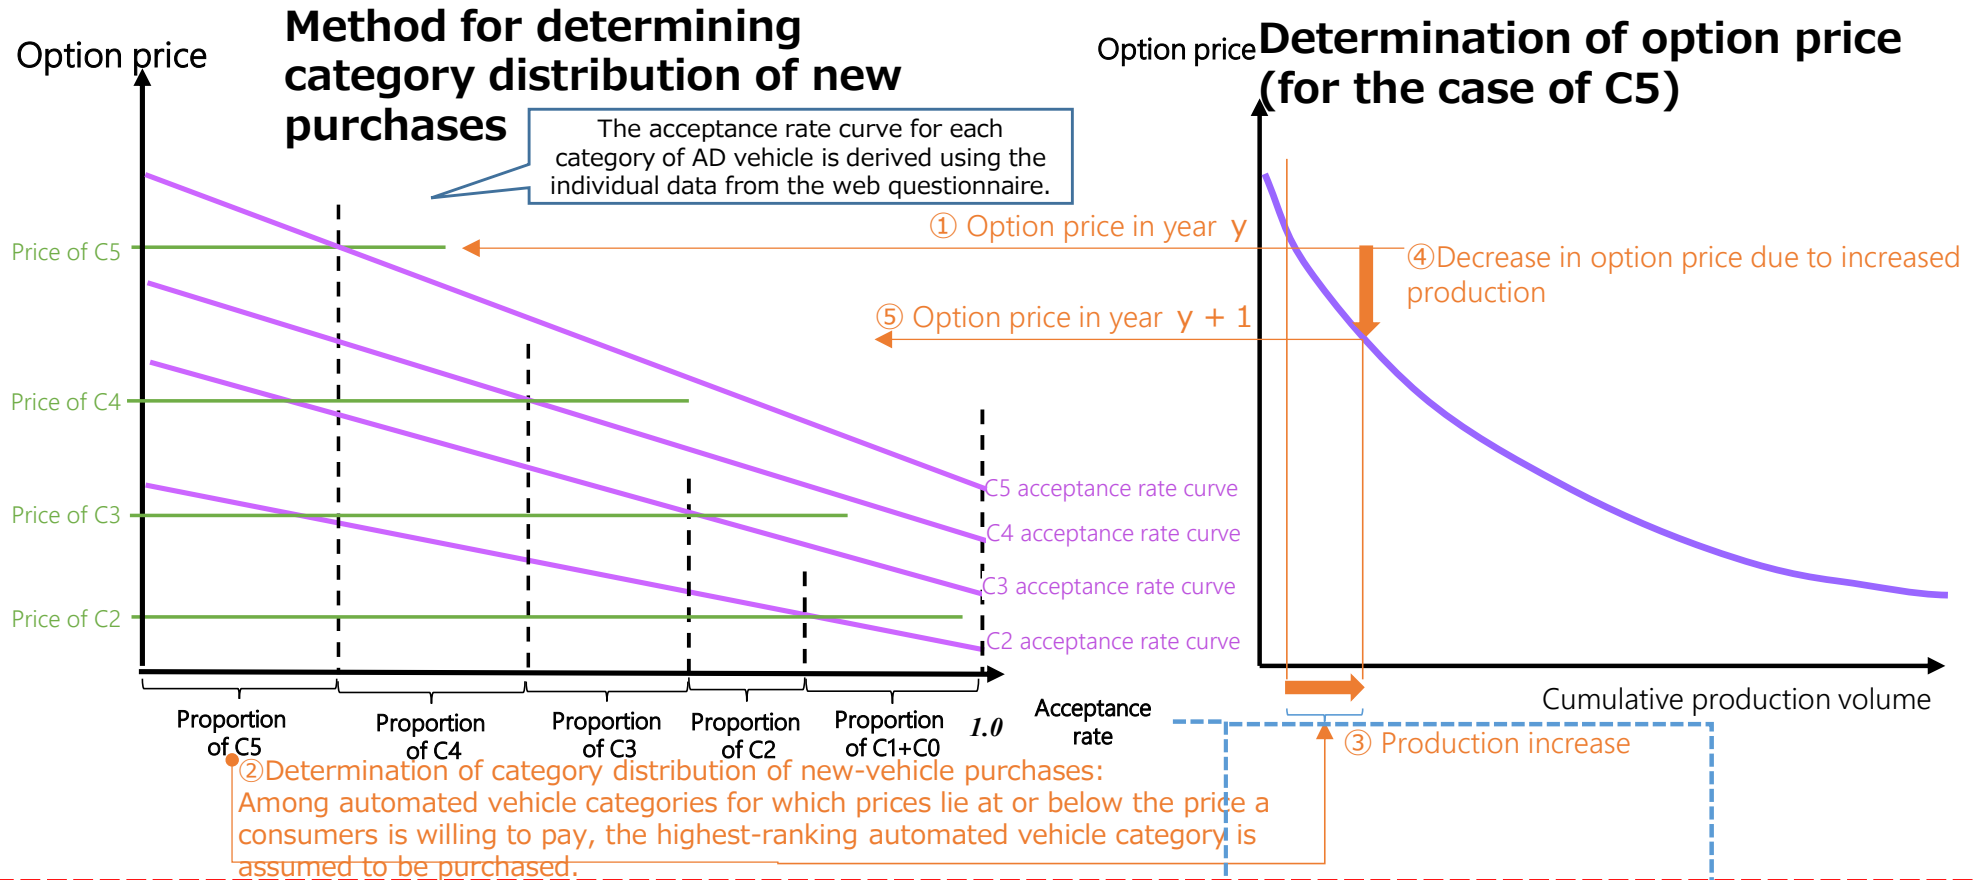 Method for determining
category distribution of new
purchases
Option price
The acceptance rate curve for each
category of AD vehicle is derived using the
individual data from the web questionnaire.
Price of C5
Price of C4
Price of C3
Price of C2
C5 acceptance rate curve
C4 acceptance rate curve
C3 acceptance rate curve
C2 acceptance rate curve
Proportion
of C5
Proportion
of C4
Proportion
of C3
Proportion
of C2
Proportion
of C1+C0
1.0
Acceptance
rate
②Determination of category distribution of new-vehicle purchases:
Among automated vehicle categories for which prices lie at or below the price a
consumers is willing to pay, the highest-ranking automated vehicle category is
assumed to be purchased.
Determination of option price
(for the case of C5)
Option price
① Option price in year y
④Decrease in option price due to increased
production
⑤ Option price in year y + 1
Cumulative production volume
③ Production increase